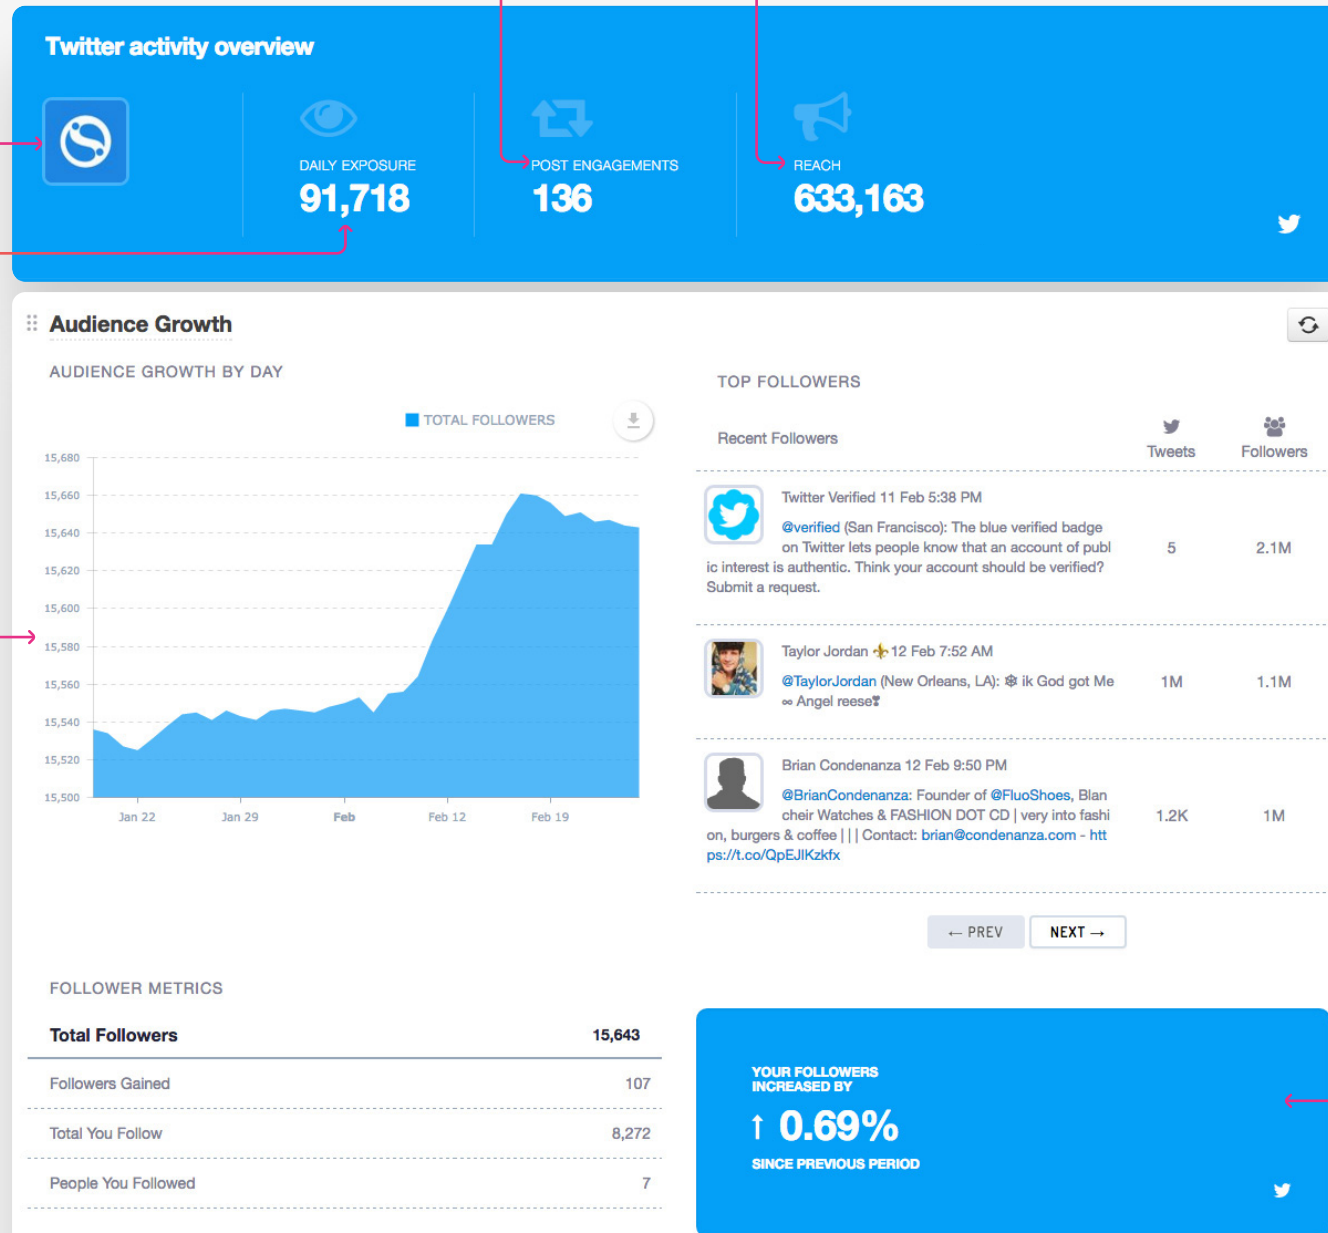 Twitter activity overview
DAILY EXPOSURE
91,718
POST ENGAGEMENTS
136
REACH
633,163
Audience Growth
AUDIENCE GROWTH BY DAY
TOTAL FOLLOWERS
15,680
15,660
15,640
15,620
15,600
15,580
15,560
15,540
15,520
15,500
Jan 22 Jan 29 Feb Feb 12 Feb 19
TOP FOLLOWERS
Recent Followers Tweets Followers
Twitter Verified 11 Feb 5:38 PM
@verified (San Francisco): The blue verified badge
on Twitter lets people know that an account of publ
ic interest is authentic. Think your account should be verified?
Submit a request.
5 2.1M
Taylor Jordan ⚜ 12 Feb 7:52 AM
@TaylorJordan (New Orleans, LA): ☸ ik God got Me
∞ Angel reese❣
1M 1.1M
Brian Condenanza 12 Feb 9:50 PM
@BrianCondenanza: Founder of @FluoShoes, Blan
cheir Watches & FASHION DOT CD | very into fashi
on, burgers & coffee | | | Contact: brian@condenanza.com - htt
ps://t.co/QpEJlKzkfx
1.2K 1M
← PREV NEXT →
FOLLOWER METRICS
Total Followers 15,643
Followers Gained 107
Total You Follow 8,272
People You Followed 7
YOUR FOLLOWERS
INCREASED BY
↑ 0.69%
SINCE PREVIOUS PERIOD